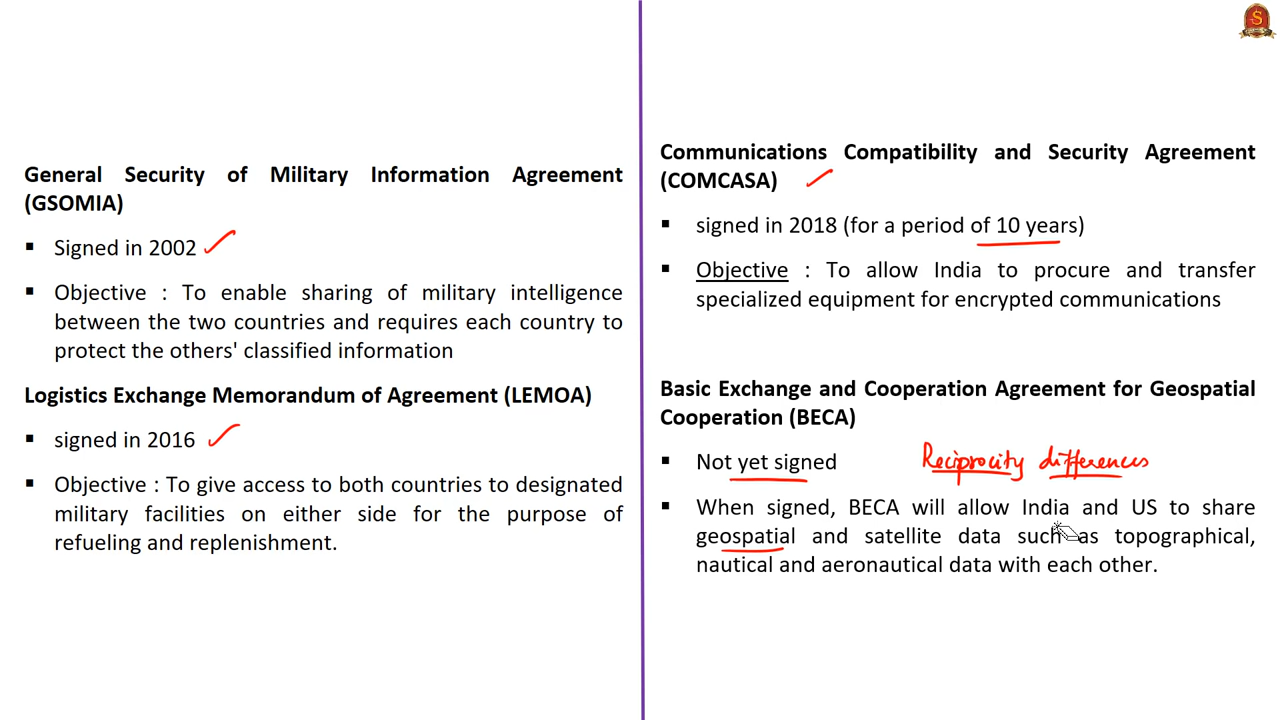 General Security of Military Information Agreement
(GSOMIA)
▪ Signed in 2002
▪ Objective : To enable sharing of military intelligence
between the two countries and requires each country to
protect the others' classified information
Logistics Exchange Memorandum of Agreement (LEMOA)
▪ signed in 2016
▪ Objective : To give access to both countries to designated
military facilities on either side for the purpose of
refueling and replenishment.
Communications Compatibility and Security Agreement
(COMCASA)
▪ signed in 2018 (for a period of 10 years)
▪ Objective : To allow India to procure and transfer
specialized equipment for encrypted communications
Basic Exchange and Cooperation Agreement for Geospatial
Cooperation (BECA)
▪ Not yet signed Reciprocity differences
▪ When signed, BECA will allow India and US to share
geospatial and satellite data such as topographical,
nautical and aeronautical data with each other.